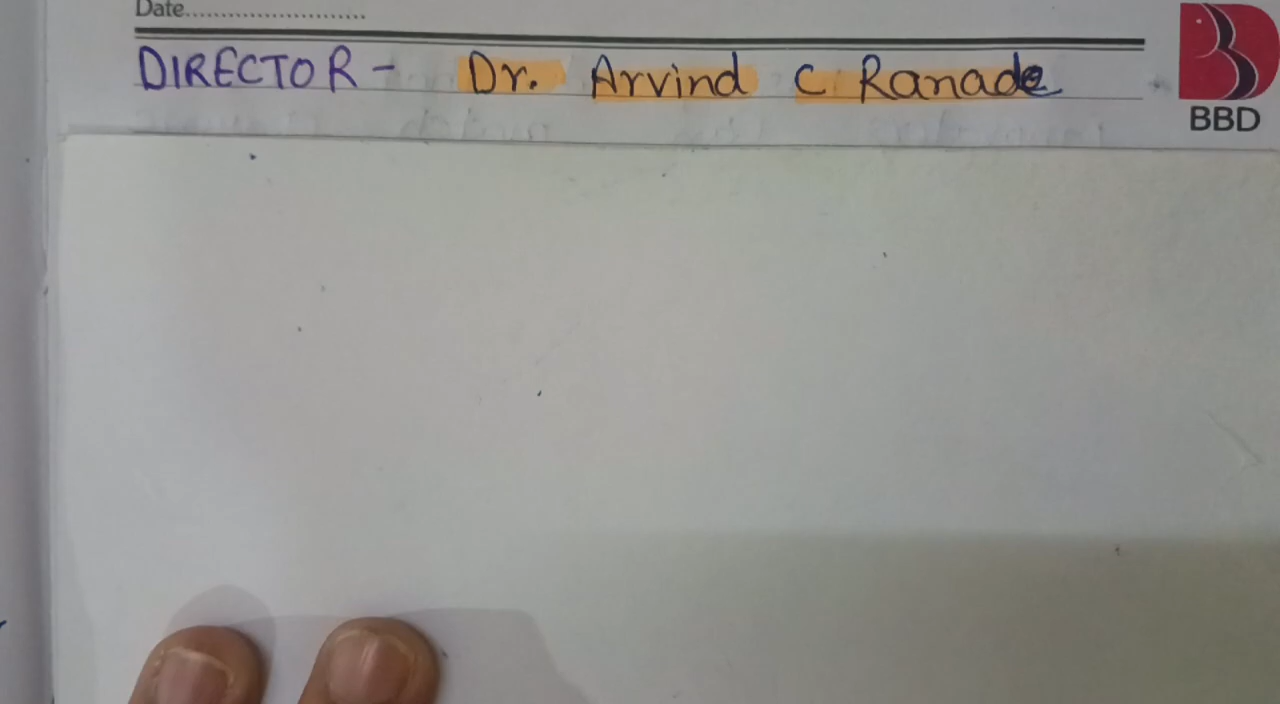 Date........................
DIRECTOR - Dr. Arvind C Ranade
BBD